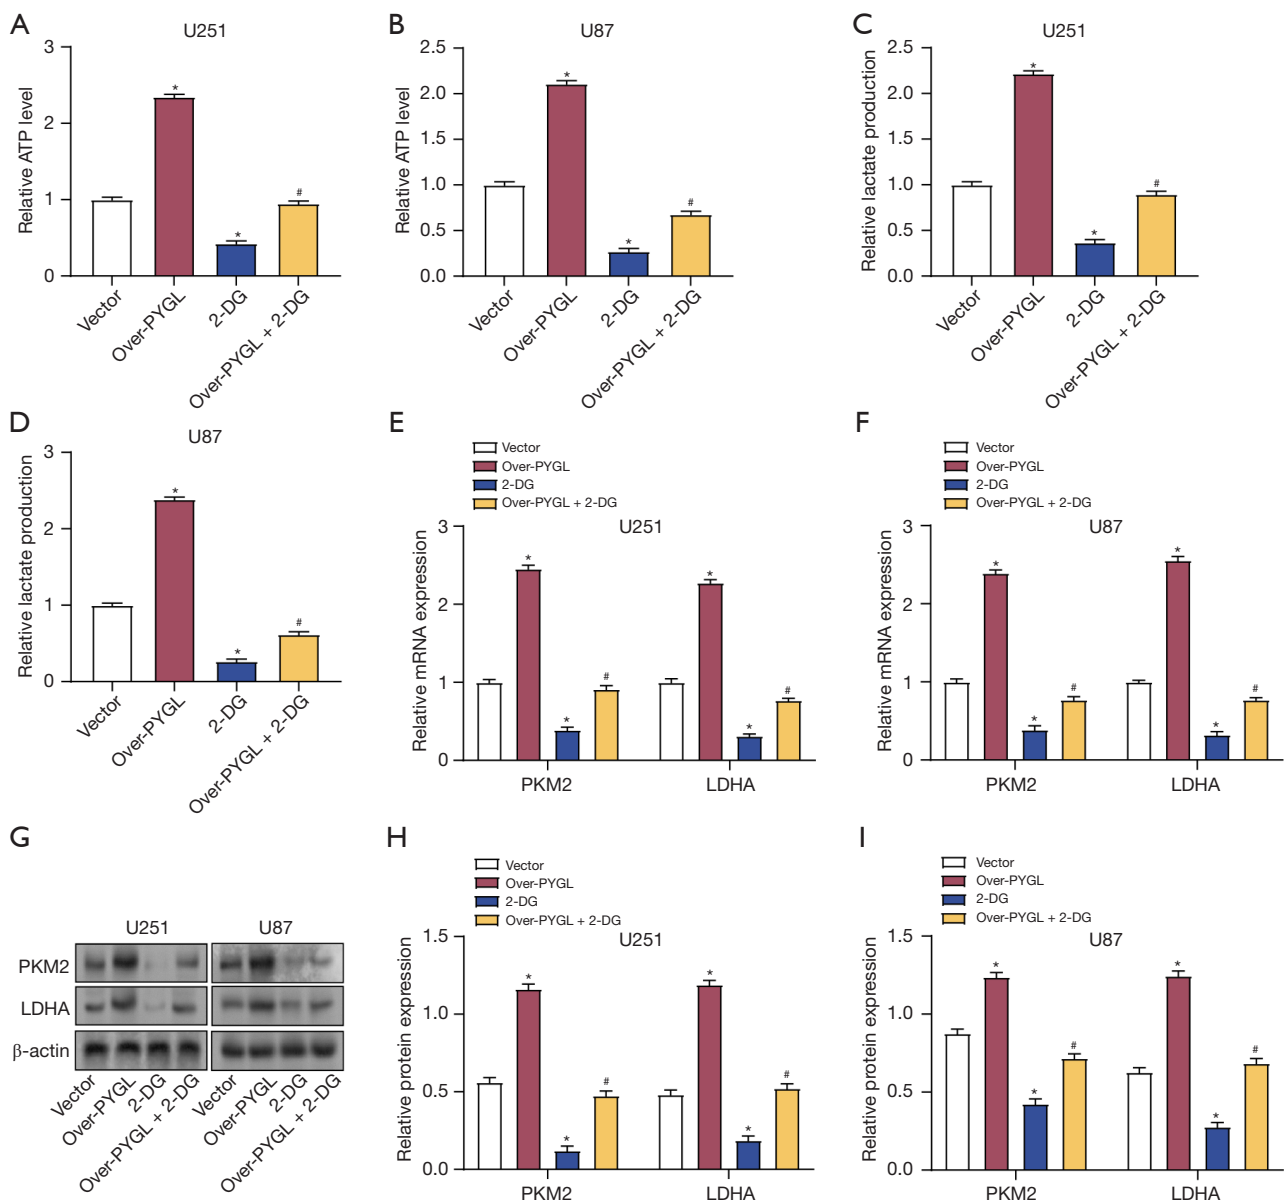 A
U251
Relative ATP level
3
2
1
0
*
*
#
Vector
Over-PYGL
2-DG
Over-PYGL + 2-DG
B
U87
Relative ATP level
2.5
2.0
1.5
1.0
0.5
0.0
*
*
#
Vector
Over-PYGL
2-DG
Over-PYGL + 2-DG
C
U251
Relative lactate production
2.5
2.0
1.5
1.0
0.5
0.0
*
*
#
Vector
Over-PYGL
2-DG
Over-PYGL + 2-DG
D
U87
Relative lactate production
3
2
1
0
*
*
#
Vector
Over-PYGL
2-DG
Over-PYGL + 2-DG
E
Vector
Over-PYGL
2-DG
Over-PYGL + 2-DG
U251
Relative mRNA expression
3
2
1
0
*
*
#
*
*
#
PKM2
LDHA
F
Vector
Over-PYGL
2-DG
Over-PYGL + 2-DG
U87
Relative mRNA expression
3
2
1
0
*
*
#
*
*
#
PKM2
LDHA
G
U251
U87
PKM2
LDHA
β-actin
Vector
Over-PYGL
2-DG
Over-PYGL + 2-DG
Vector
Over-PYGL
2-DG
Over-PYGL + 2-DG
H
Vector
Over-PYGL
2-DG
Over-PYGL + 2-DG
U251
Relative protein expression
1.5
1.0
0.5
0.0
*
*
#
*
*
#
PKM2
LDHA
I
Vector
Over-PYGL
2-DG
Over-PYGL + 2-DG
U87
Relative protein expression
1.5
1.0
0.5
0.0
*
*
#
*
*
#
PKM2
LDHA